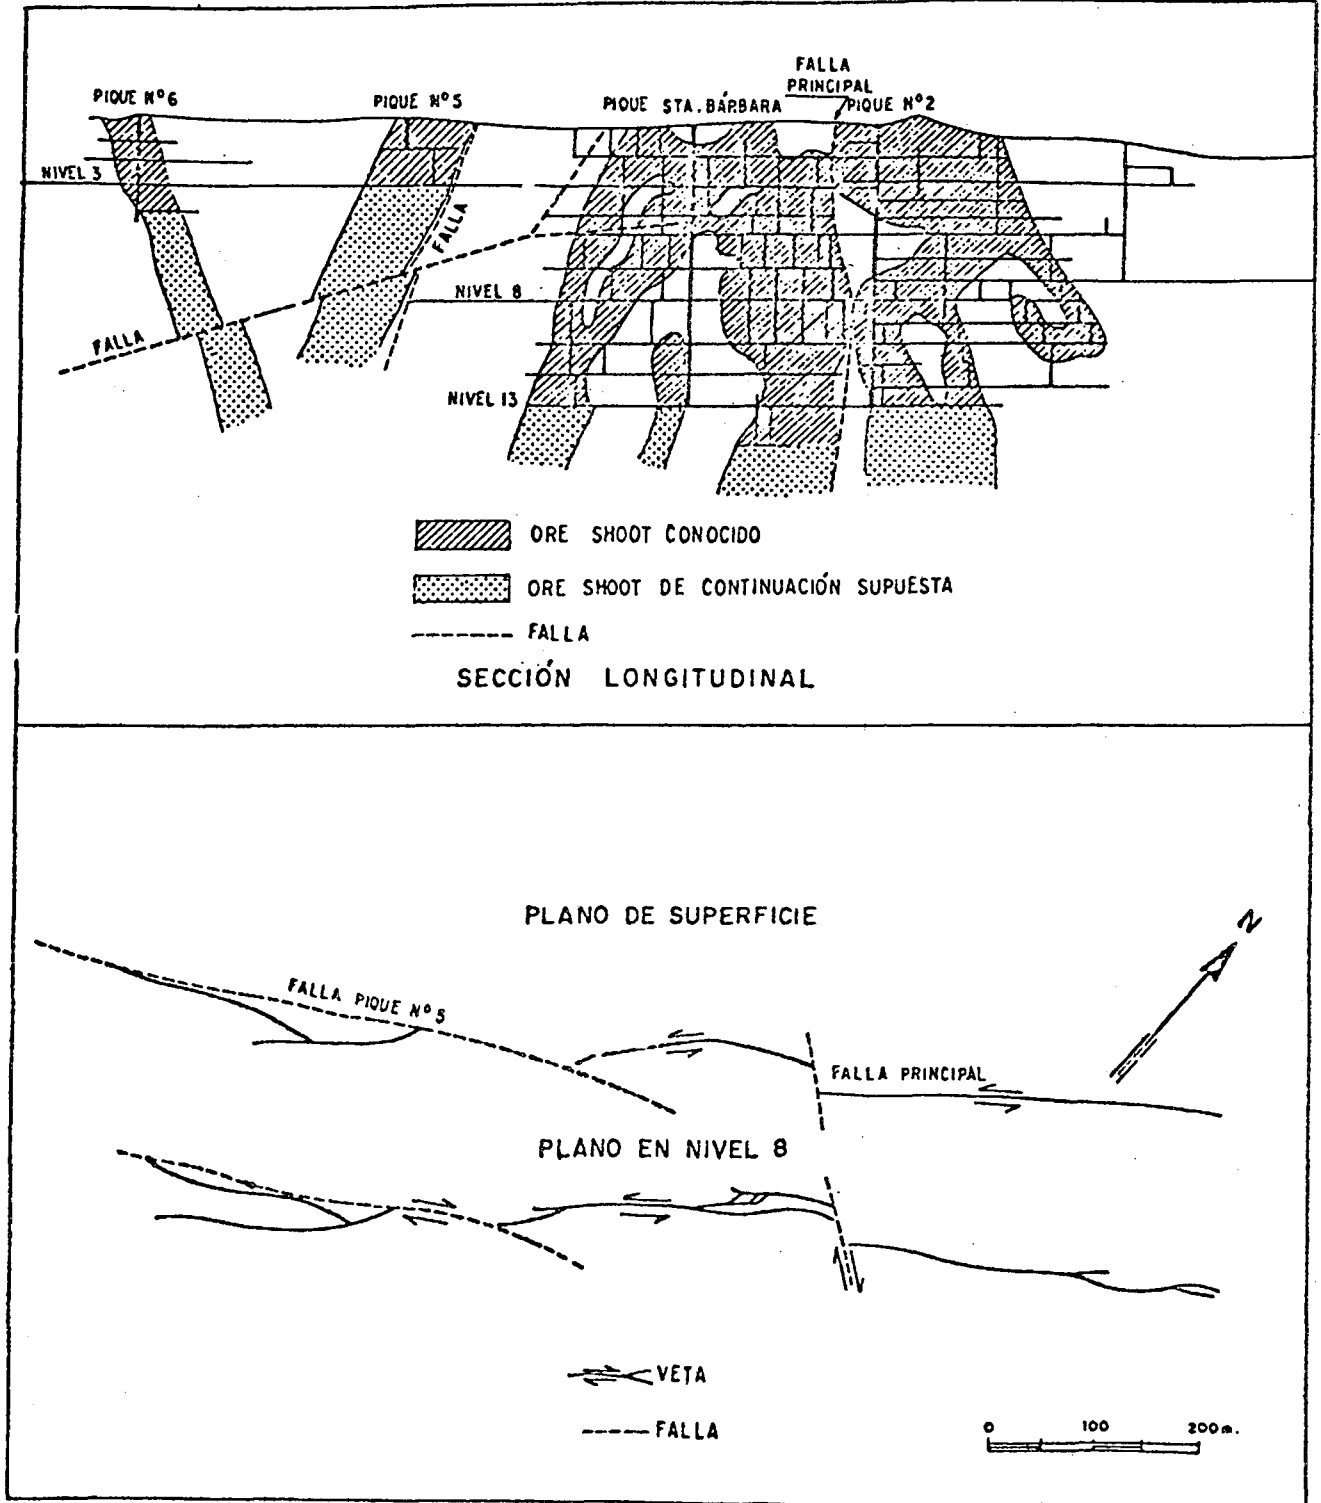 FALLA
PRINCIPAL
PIQUE Nº6
PIQUE Nº5
PIQUE STA. BÁRBARA
PIQUE Nº2
NIVEL 3
FALLA
NIVEL 8
FALLA
NIVEL 13
ORE SHOOT CONOCIDO
ORE SHOOT DE CONTINUACIÓN SUPUESTA
FALLA
SECCIÓN LONGITUDINAL
PLANO DE SUPERFICIE
N
FALLA PIQUE Nº 5
FALLA PRINCIPAL
PLANO EN NIVEL 8
VETA
FALLA
0 100 200m.